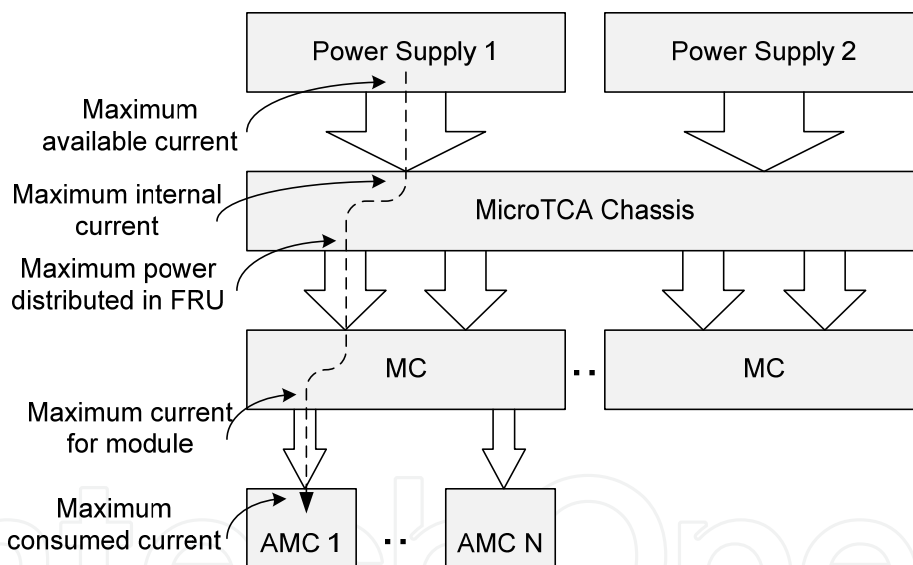 Power Supply 1
Power Supply 2
Maximum
available current
Maximum internal
current
MicroTCA Chassis
Maximum power
distributed in FRU
MC
..
MC
Maximum current
for module
Maximum
consumed current
AMC 1
..
AMC N